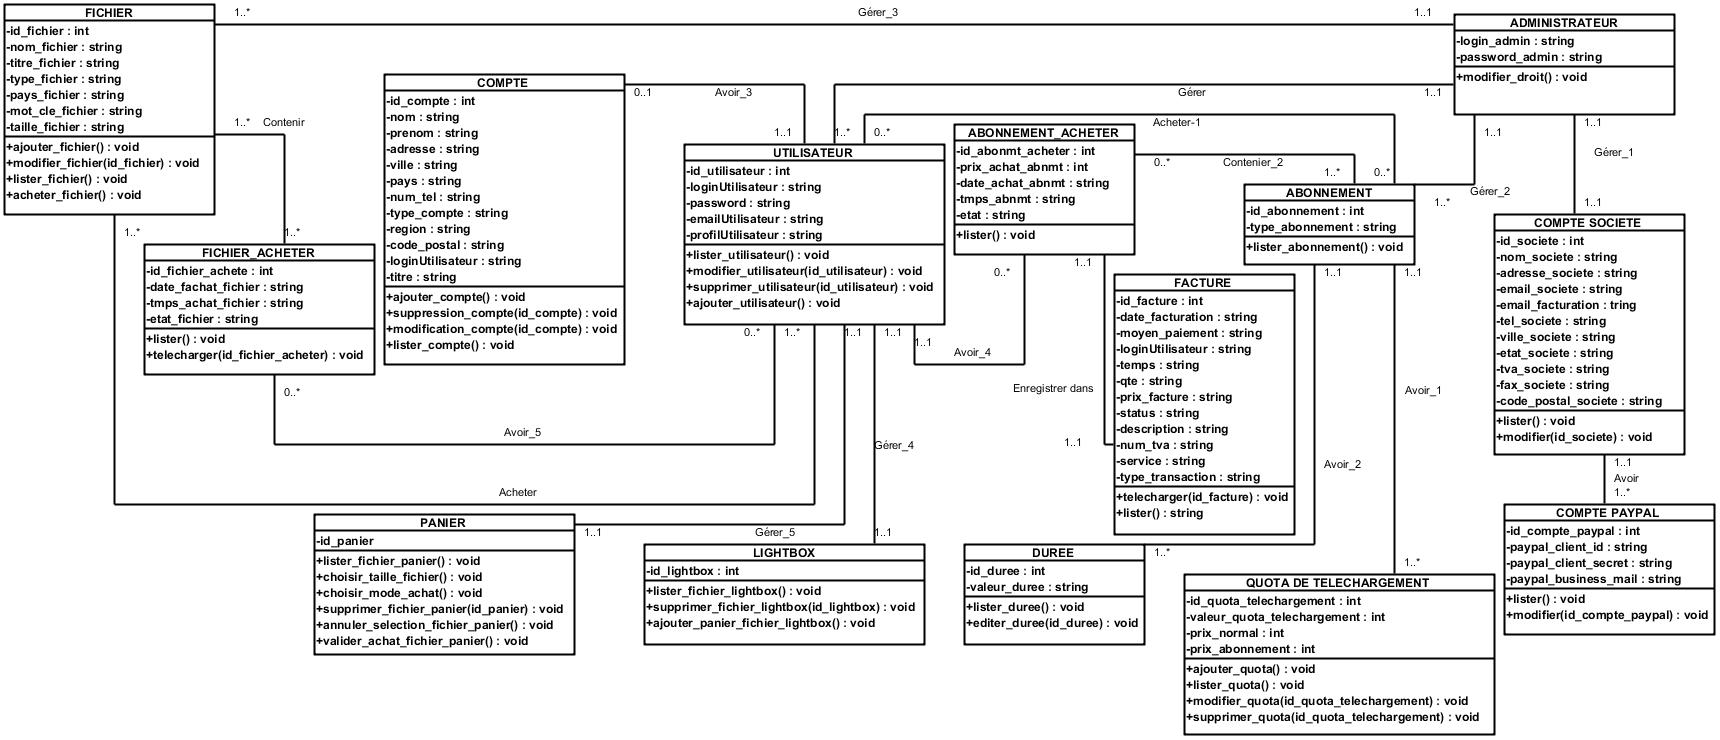 FICHIER
-id_fichier : int
-nom_fichier : string
-titre_fichier : string
-type_fichier : string
-pays_fichier : string
-mot_cle_fichier : string
-taille_fichier : string
+ajouter_fichier() : void
+modifier_fichier(id_fichier) : void
+lister_fichier() : void
+acheter_fichier() : void
1..*
Gérer_3
1..1
ADMINISTRATEUR
-login_admin : string
-password_admin : string
+modifier_droit() : void
1..*
Contenir
1..*
COMPTE
-id_compte : int
-nom : string
-prenom : string
-adresse : string
-ville : string
-pays : string
-num_tel : string
-type_compte : string
-region : string
-code_postal : string
-loginUtilisateur : string
-titre : string
+ajouter_compte() : void
+suppression_compte(id_compte) : void
+modification_compte(id_compte) : void
+lister_compte() : void
0..1
Avoir_3
1..1
1..*
Gérer
1..1
0..*
Acheter-1
0..*
UTILISATEUR
-id_utilisateur : int
-loginUtilisateur : string
-password : string
-emailUtilisateur : string
-profilUtilisateur : string
+lister_utilisateur() : void
+modifier_utilisateur(id_utilisateur) : void
+supprimer_utilisateur(id_utilisateur) : void
+ajouter_utilisateur() : void
ABONNEMENT_ACHETER
-id_abonmt_acheter : int
-prix_achat_abnmt : int
-date_achat_abnmt : string
-tmps_abnmt : string
-etat : string
+lister() : void
0..*
Contenier_2
1..*
ABONNEMENT
-id_abonnement : int
-type_abonnement : string
+lister_abonnement() : void
1..1
Gérer_2
1..*
1..1
Gérer_1
1..1
COMPTE SOCIETE
-id_societe : int
-nom_societe : string
-adresse_societe : string
-email_societe : string
-email_facturation : tring
-tel_societe : string
-ville_societe : string
-etat_societe : string
-tva_societe : string
-fax_societe : string
-code_postal_societe : string
+lister() : void
+modifier(id_societe) : void
1..*
FICHIER_ACHETER
-id_fichier_achete : int
-date_fachat_fichier : string
-tmps_achat_fichier : string
-etat_fichier : string
+lister() : void
+telecharger(id_fichier_acheter) : void
0..*
Avoir_5
0..*
1..*
1..1
1..1
1..1
Avoir_4
0..*
1..1
Enregistrer dans
1..1
FACTURE
-id_facture : int
-date_facturation : string
-moyen_paiement : string
-loginUtilisateur : string
-temps : string
-qte : string
-prix_facture : string
-status : string
-description : string
-num_tva : string
-service : string
-type_transaction : string
+telecharger(id_facture) : void
+lister() : string
1..1
1..1
Avoir_1
Avoir_2
Gérer_4
Acheter
1..1
Avoir
1..*
PANIER
-id_panier
+lister_fichier_panier() : void
+choisir_taille_fichier() : void
+choisir_mode_achat() : void
+supprimer_fichier_panier(id_panier) : void
+annuler_selection_fichier_panier() : void
+valider_achat_fichier_panier() : void
1..1
Gérer_5
1..1
LIGHTBOX
-id_lightbox : int
+lister_fichier_lightbox() : void
+supprimer_fichier_lightbox(id_lightbox) : void
+ajouter_panier_fichier_lightbox() : void
DUREE
-id_duree : int
-valeur_duree : string
+lister_duree() : void
+editer_duree(id_duree) : void
1..*
1..*
QUOTA DE TELECHARGEMENT
-id_quota_telechargement : int
-valeur_quota_telechargement : int
-prix_normal : int
-prix_abonnement : int
+ajouter_quota() : void
+lister_quota() : void
+modifier_quota(id_quota_telechargement) : void
+supprimer_quota(id_quota_telechargement) : void
COMPTE PAYPAL
-id_compte_paypal : int
-paypal_client_id : string
-paypal_client_secret : string
-paypal_business_mail : string
+lister() : void
+modifier(id_compte_paypal) : void